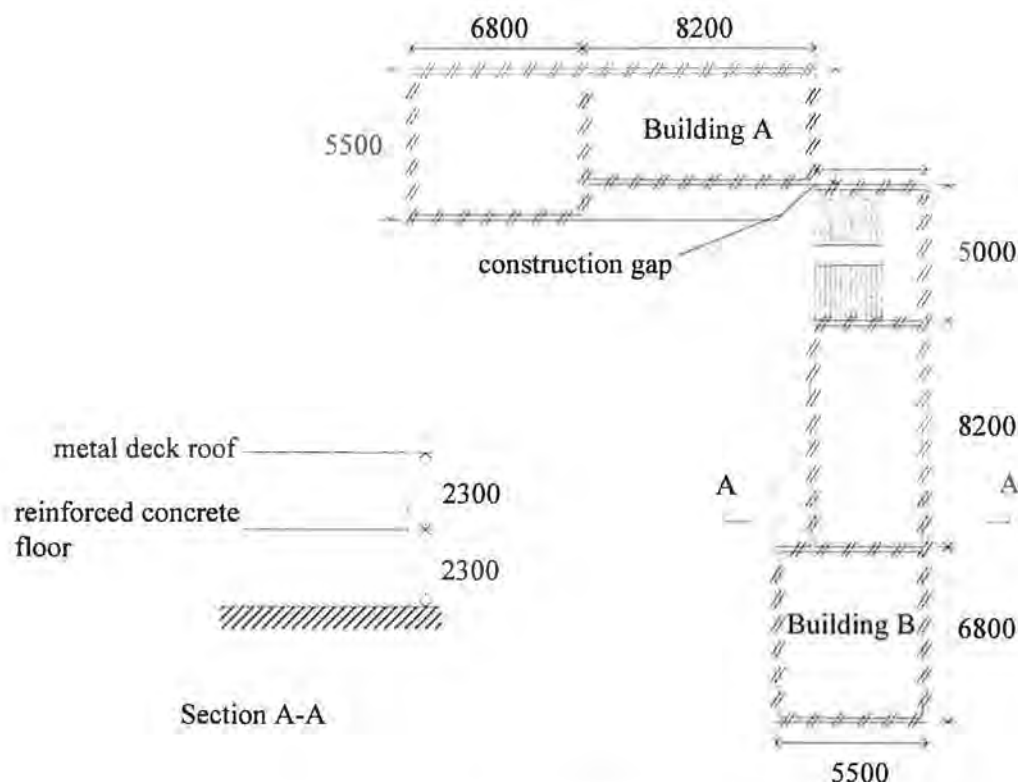 6800
8200
5500
Building A
construction gap
5000
metal deck roof
2300
reinforced concrete
floor
2300
8200
A
A
Building B
6800
Section A-A
5500